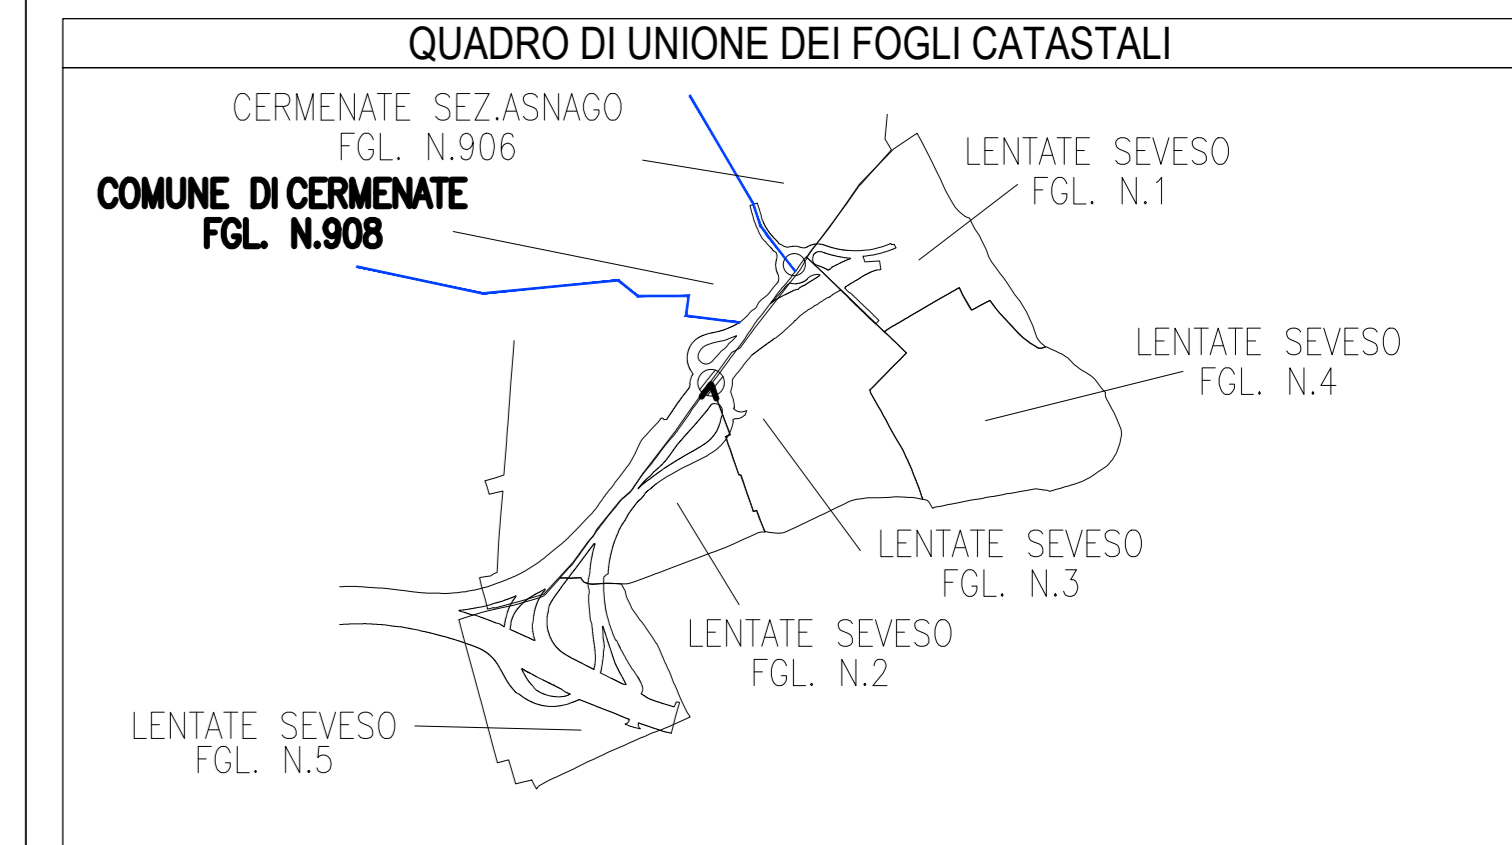 QUADRO DI UNIONE DEI FOGLI CATASTALI
CERMENATE SEZ.ASNAGO
FGL. N.906
COMUNE DI CERMENATE
FGL. N.908
LENTATE SEVESO
FGL. N.1
LENTATE SEVESO
FGL. N.4
LENTATE SEVESO
FGL. N.3
LENTATE SEVESO
FGL. N.2
LENTATE SEVESO
FGL. N.5